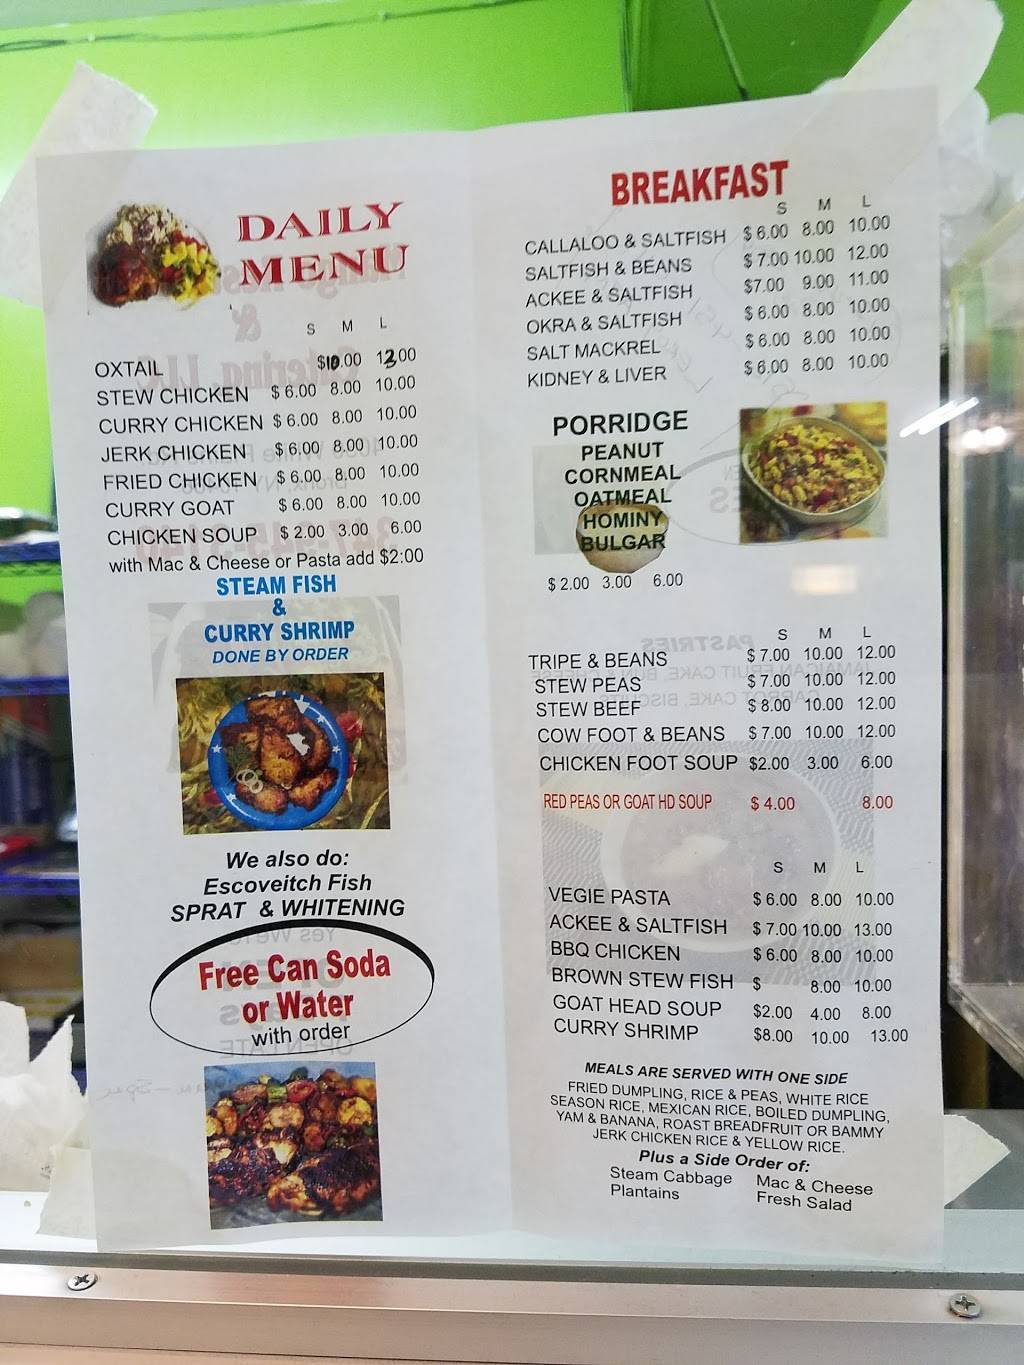 DAILY
MENU
S M L
OXTAIL $10.00 13.00
STEW CHICKEN $ 6.00 8.00 10.00
CURRY CHICKEN $ 6.00 8.00 10.00
JERK CHICKEN $ 6.00 8.00 10.00
FRIED CHICKEN $ 6.00 8.00 10.00
CURRY GOAT $ 6.00 8.00 10.00
CHICKEN SOUP $ 2.00 3.00 6.00
with Mac & Cheese or Pasta add $2:00
STEAM FISH
&
CURRY SHRIMP
DONE BY ORDER
We also do:
Escoveitch Fish
SPRAT & WHITENING
Free Can Soda
or Water
with order
BREAKFAST
S M L
CALLALOO & SALTFISH $ 6.00 8.00 10.00
SALTFISH & BEANS $ 7.00 10.00 12.00
ACKEE & SALTFISH $7.00 9.00 11.00
OKRA & SALTFISH $ 6.00 8.00 10.00
SALT MACKREL $ 6.00 8.00 10.00
KIDNEY & LIVER $ 6.00 8.00 10.00
PORRIDGE
PEANUT
CORNMEAL
OATMEAL
HOMINY
BULGAR
$ 2.00 3.00 6.00
S M L
TRIPE & BEANS $ 7.00 10.00 12.00
STEW PEAS $ 7.00 10.00 12.00
STEW BEEF $ 8.00 10.00 12.00
COW FOOT & BEANS $ 7.00 10.00 12.00
CHICKEN FOOT SOUP $2.00 3.00 6.00
RED PEAS OR GOAT HD SOUP $ 4.00 8.00
S M L
VEGIE PASTA $ 6.00 8.00 10.00
ACKEE & SALTFISH $ 7.00 10.00 13.00
BBQ CHICKEN $ 6.00 8.00 10.00
BROWN STEW FISH $ 8.00 10.00
GOAT HEAD SOUP $2.00 4.00 8.00
CURRY SHRIMP $8.00 10.00 13.00
MEALS ARE SERVED WITH ONE SIDE
FRIED DUMPLING, RICE & PEAS, WHITE RICE
SEASON RICE, MEXICAN RICE, BOILED DUMPLING,
YAM & BANANA, ROAST BREADFRUIT OR BAMMY
JERK CHICKEN RICE & YELLOW RICE.
Plus a Side Order of:
Steam Cabbage Mac & Cheese
Plantains Fresh Salad